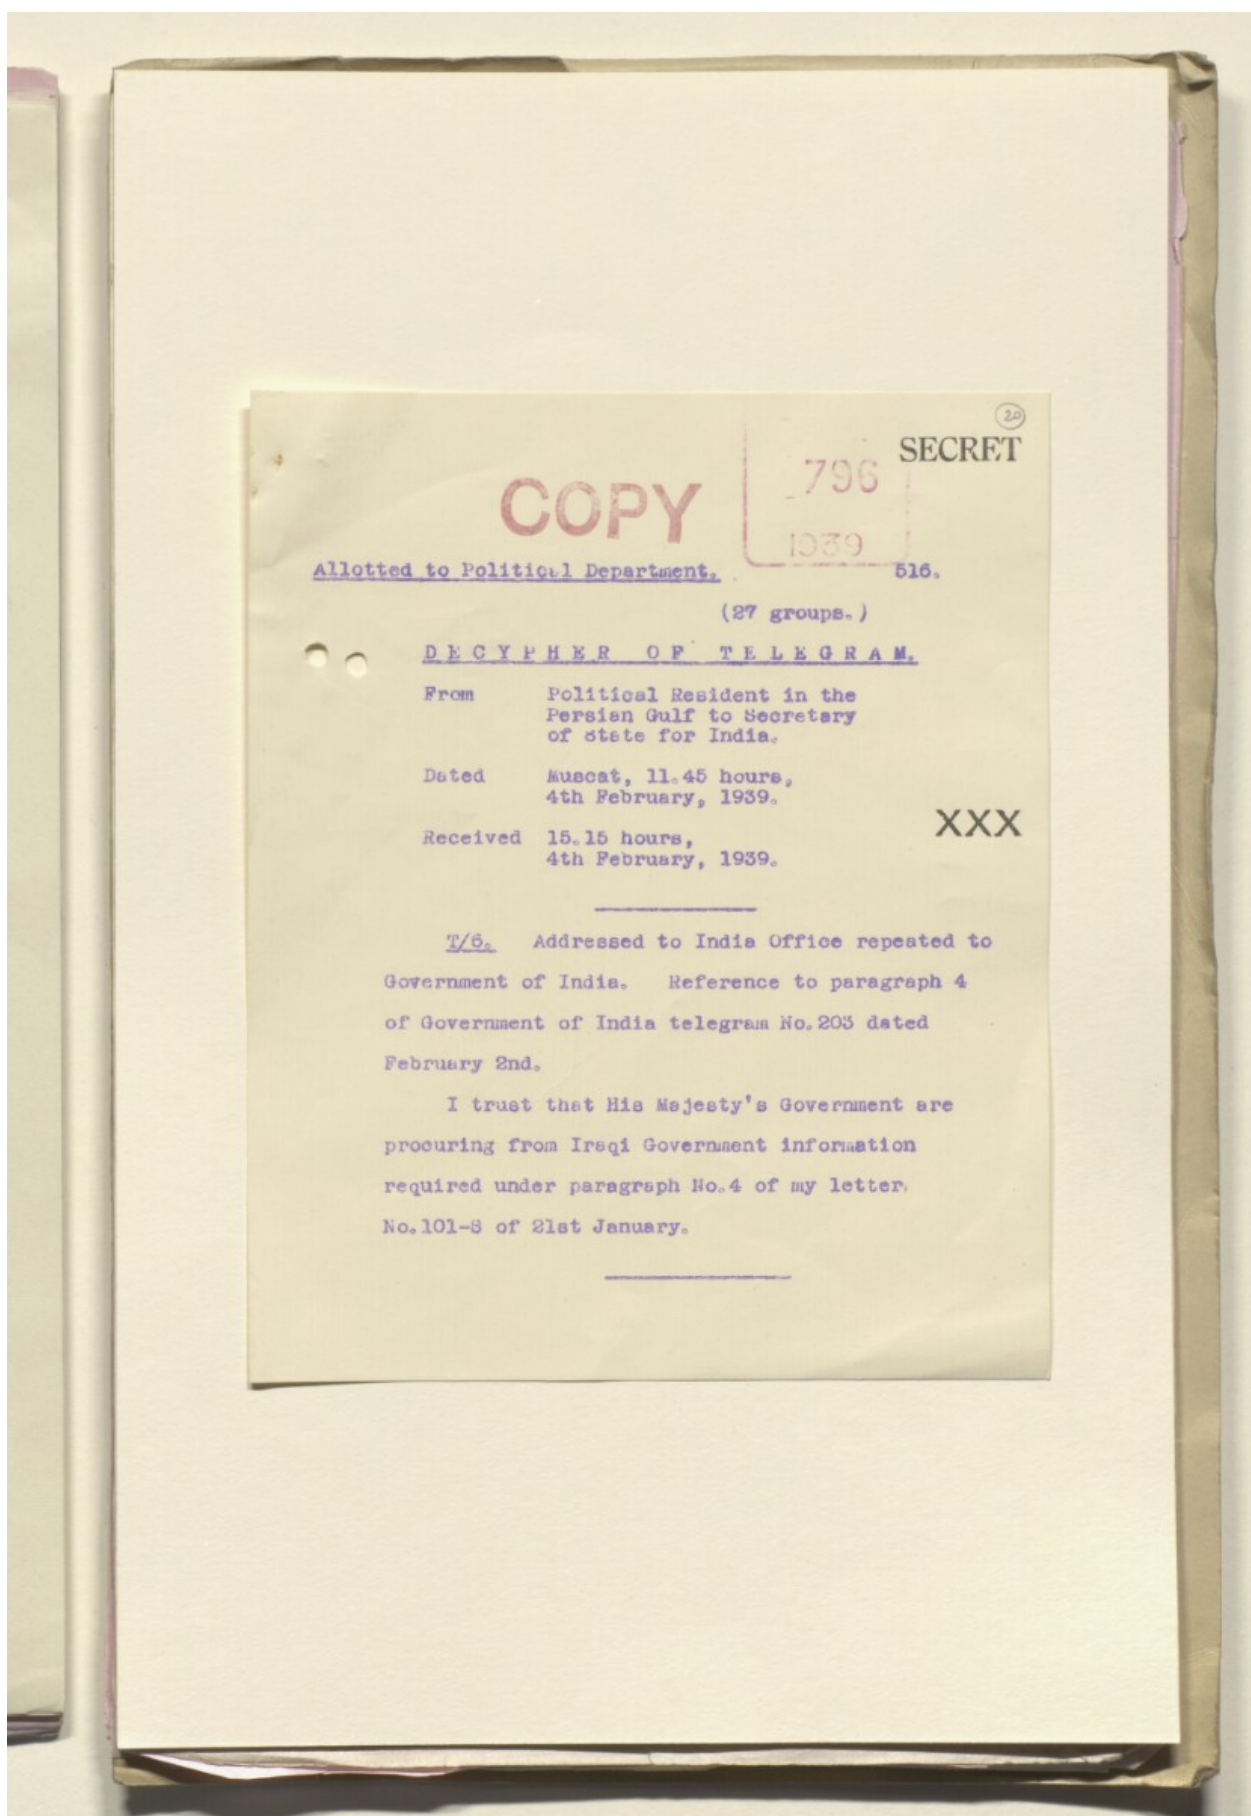 20
SECRET
796
COPY
1939
Allotted to Political Department.
516.
(27 groups.)
DECYPHER OF TELEGRAM.
From Political Resident in the
Persian Gulf to Secretary
of State for India.
Dated Muscat, 11.45 hours,
4th February, 1939.
XXX
Received 15.15 hours,
4th February, 1939.
T/6. Addressed to India Office repeated to
Government of India. Reference to paragraph 4
of Government of India telegram No.203 dated
February 2nd.
I trust that His Majesty's Government are
procuring from Iraqi Government information
required under paragraph No.4 of my letter
No.101-S of 21st January.